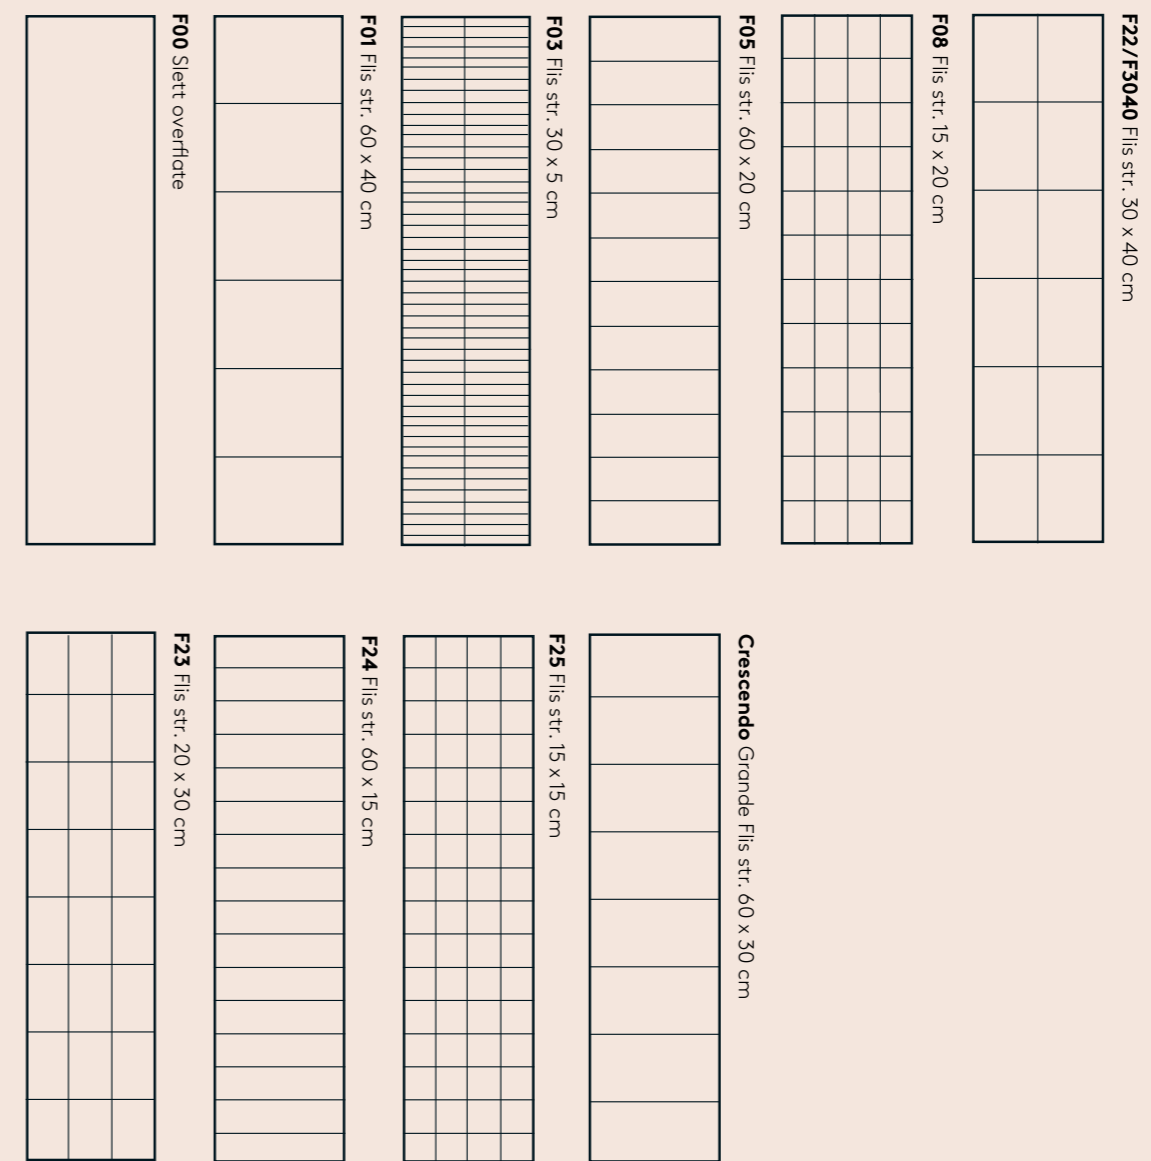 F00 Slett overflate
F01 Flis str. 60 x 40 cm
F03 Flis str. 30 x 5 cm
F05 Flis str. 60 x 20 cm
F08 Flis str. 15 x 20 cm
F22/F3040 Flis str. 30 x 40 cm
F23 Flis str. 20 x 30 cm
F24 Flis str. 60 x 15 cm
F25 Flis str. 15 x 15 cm
Crescendo Grande Flis str. 60 x 30 cm